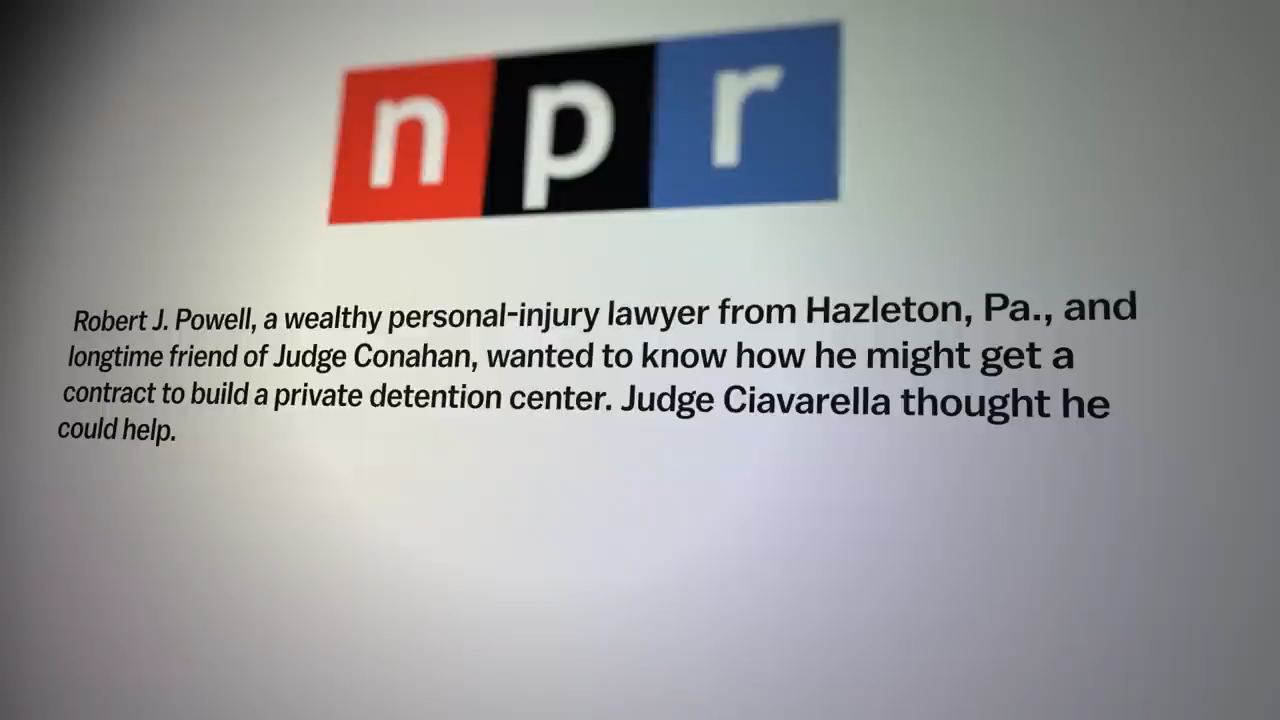 npr
Robert J. Powell, a wealthy personal-injury lawyer from Hazleton, Pa., and
longtime friend of Judge Conahan, wanted to know how he might get a
contract to build a private detention center. Judge Ciavarella thought he
could help.